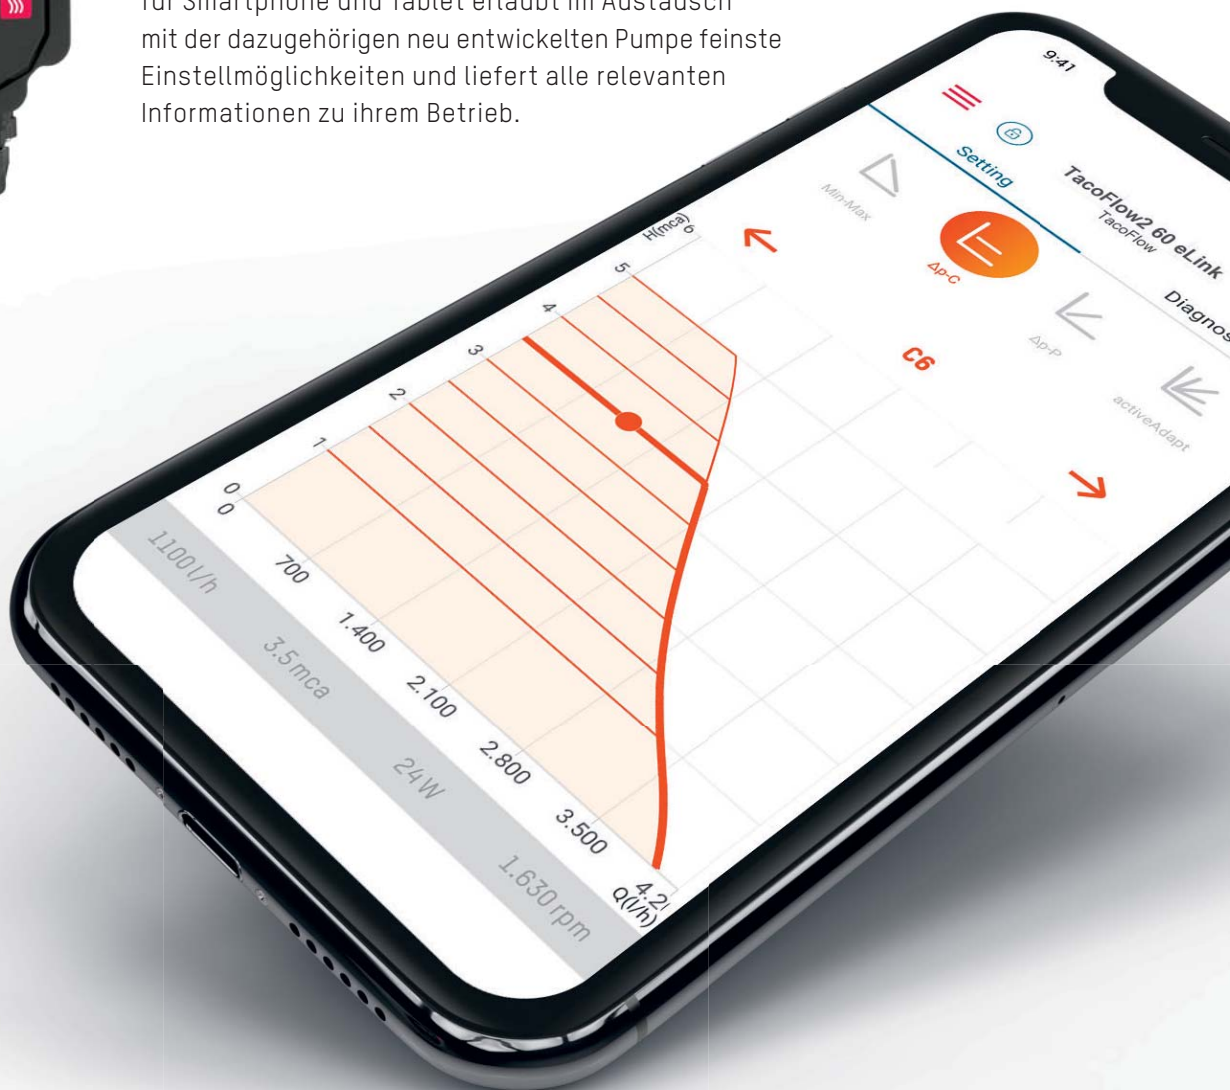 für Smartphone und Tablet erlaubt im Austausch
mit der dazugehörigen neu entwickelten Pumpe feinste
Einstellmöglichkeiten und liefert alle relevanten
Informationen zu ihrem Betrieb.
9:41
TacoFlow2 60 eLink
TacoFlow
Setting
Diagnos
Min-Max
Δp-C
Δp-P
activeAdapt
C6
H(mca)
6
5
4
3
2
1
0
0
700
1.400
2.100
2.800
3.500
4.2
Q(l/h)
1100 l/h
3.5 mca
24W
1.630 rpm